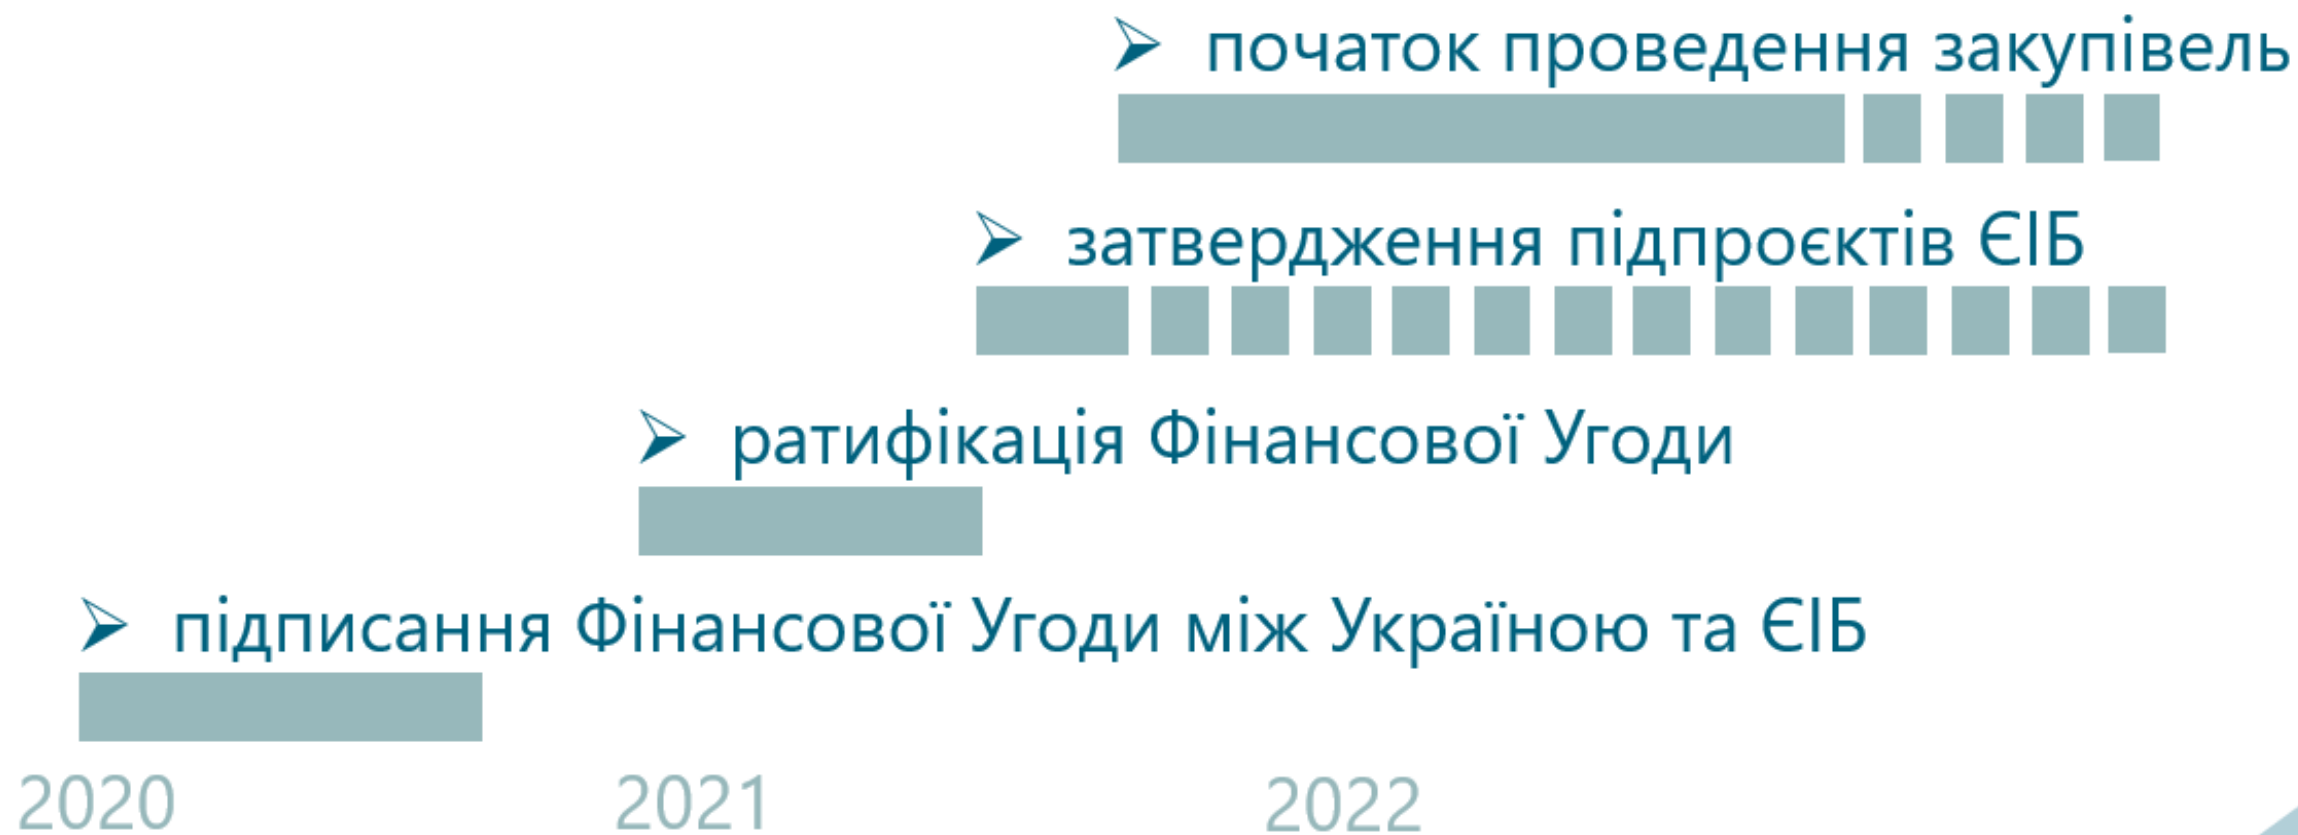 початок проведення закупівель
затвердження підпроєктів ЄІБ
ратифікація Фінансової Угоди
підписання Фінансової Угоди між Україною та ЄІБ
2020 2021 2022